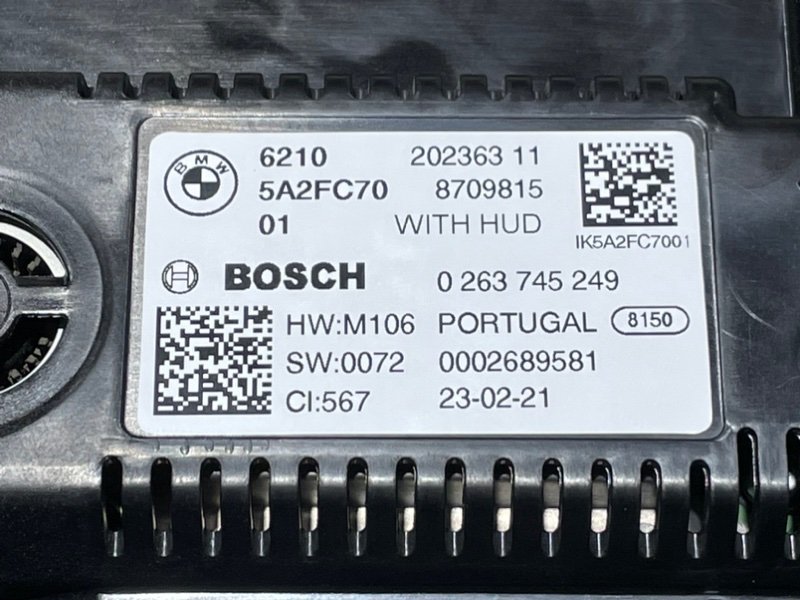 BMW 6210 202363 11
5A2FC70 8709815
01 WITH HUD
IK5A2FC7001
BOSCH 0 263 745 249
HW:M106 PORTUGAL 8150
SW:0072 0002689581
CI:567 23-02-21